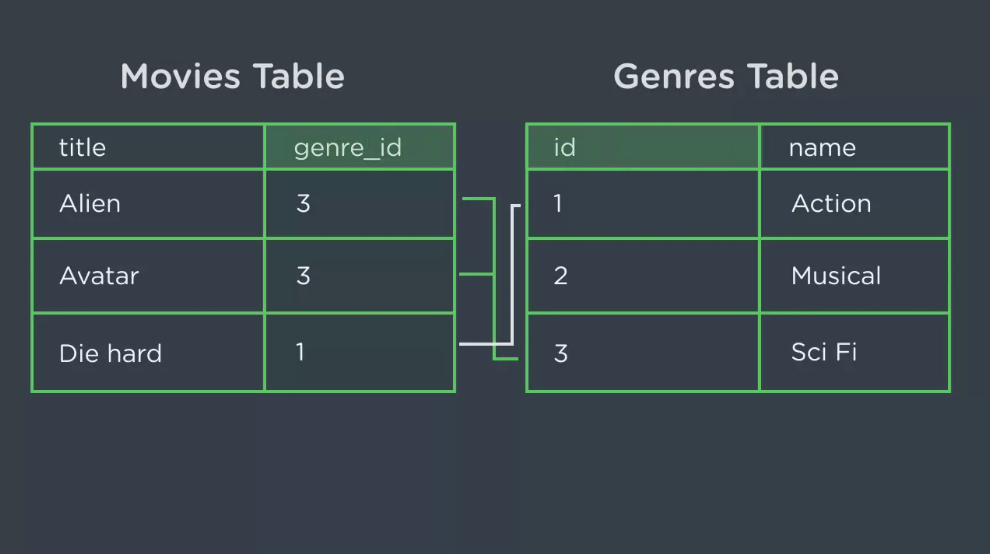 Movies Table
title genre_id
Alien 3
Avatar 3
Die hard 1
Genres Table
id name
1 Action
2 Musical
3 Sci Fi